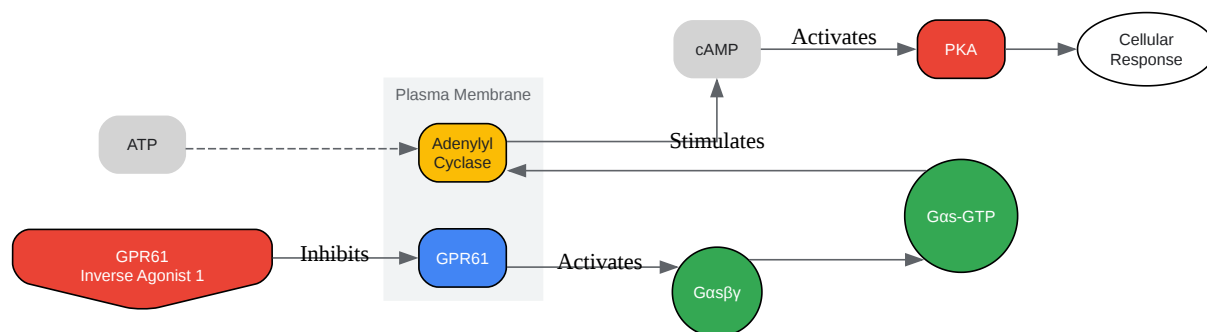 cAMP
Activates
PKA
Cellular
Response
Plasma Membrane
ATP
Adenylyl
Cyclase
Stimulates
Gαs-GTP
GPR61
Inverse Agonist 1
Inhibits
GPR61
Activates
Gαsβγ